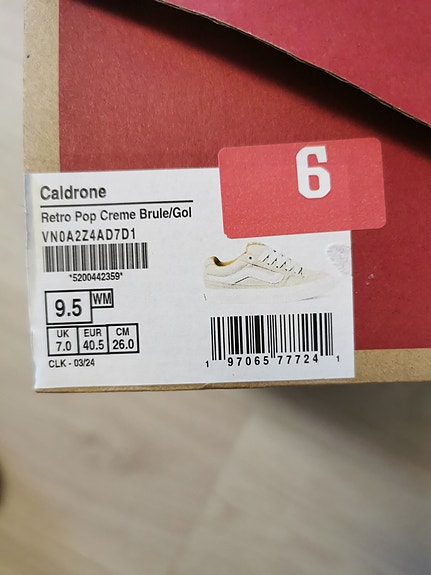 6
Caldrone
Retro Pop Creme Brule/Gol
VN0A2Z4AD7D1
*5200442359*
9.5 WM
UK EUR CM
7.0 40.5 26.0
CLK - 03/24
1 97065 77724 1